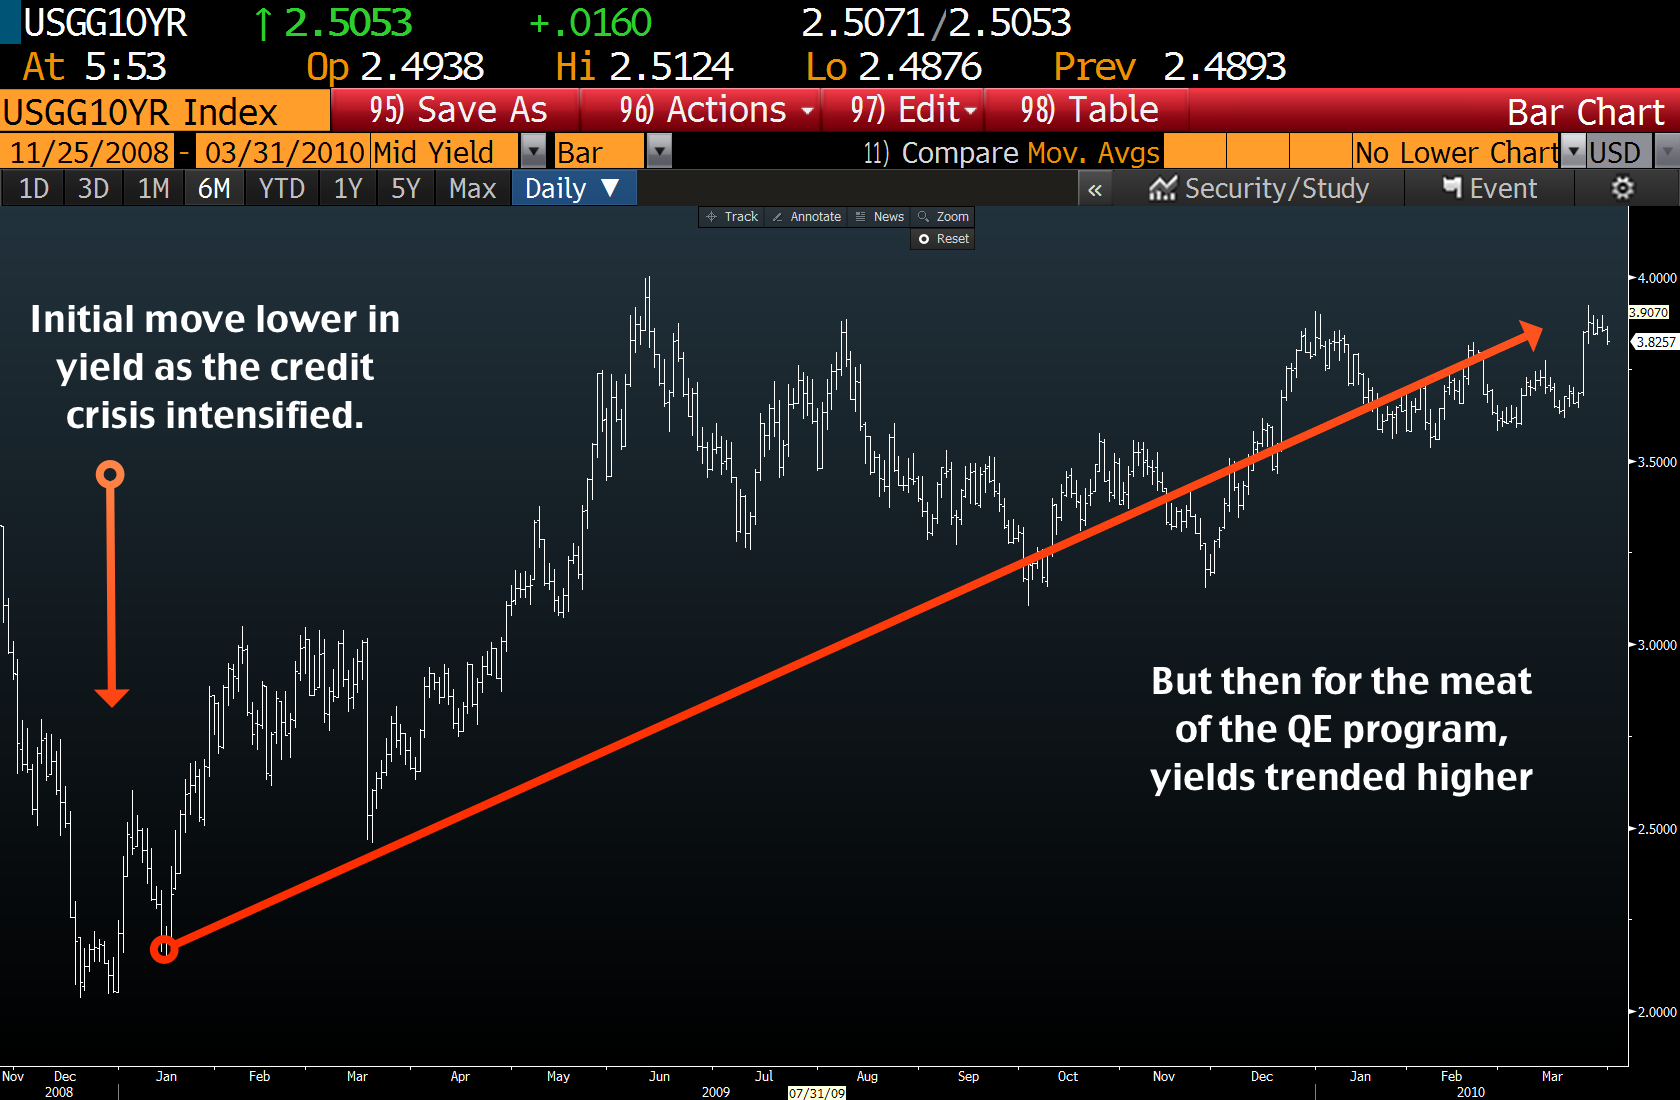 USGG10YR ↑ 2.5053 +.0160 2.5071/2.5053
At 5:53 Op 2.4938 Hi 2.5124 Lo 2.4876 Prev 2.4893
USGG10YR Index 95) Save As 96) Actions 97) Edit 98) Table Bar Chart
11/25/2008 - 03/31/2010 Mid Yield Bar 11) Compare Mov. Avgs No Lower Chart USD
1D 3D 1M 6M YTD 1Y 5Y Max Daily ▼ « Security/Study Event
Track Annotate News Zoom
Reset
Initial move lower in
yield as the credit
crisis intensified.
But then for the meat
of the QE program,
yields trended higher
4.0000
3.9070
3.8257
3.5000
3.0000
2.5000
2.0000
Nov Dec Jan Feb Mar Apr May Jun Jul Aug Sep Oct Nov Dec Jan Feb Mar
2008 2009 07/31/09 2010